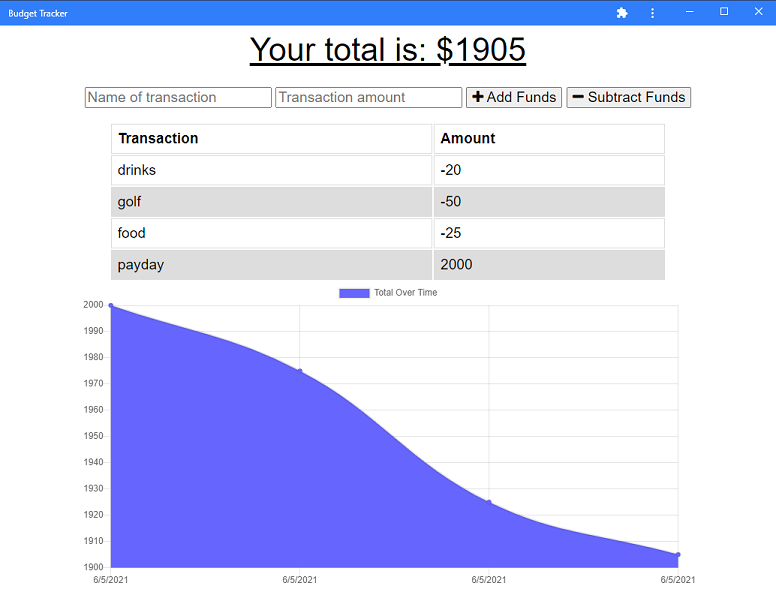 Budget Tracker
Your total is: $1905
Name of transaction Transaction amount Add Funds Subtract Funds
Transaction Amount
drinks -20
golf -50
food -25
payday 2000
Total Over Time
2000
1990
1980
1970
1960
1950
1940
1930
1920
1910
1900
6/5/2021 6/5/2021 6/5/2021 6/5/2021